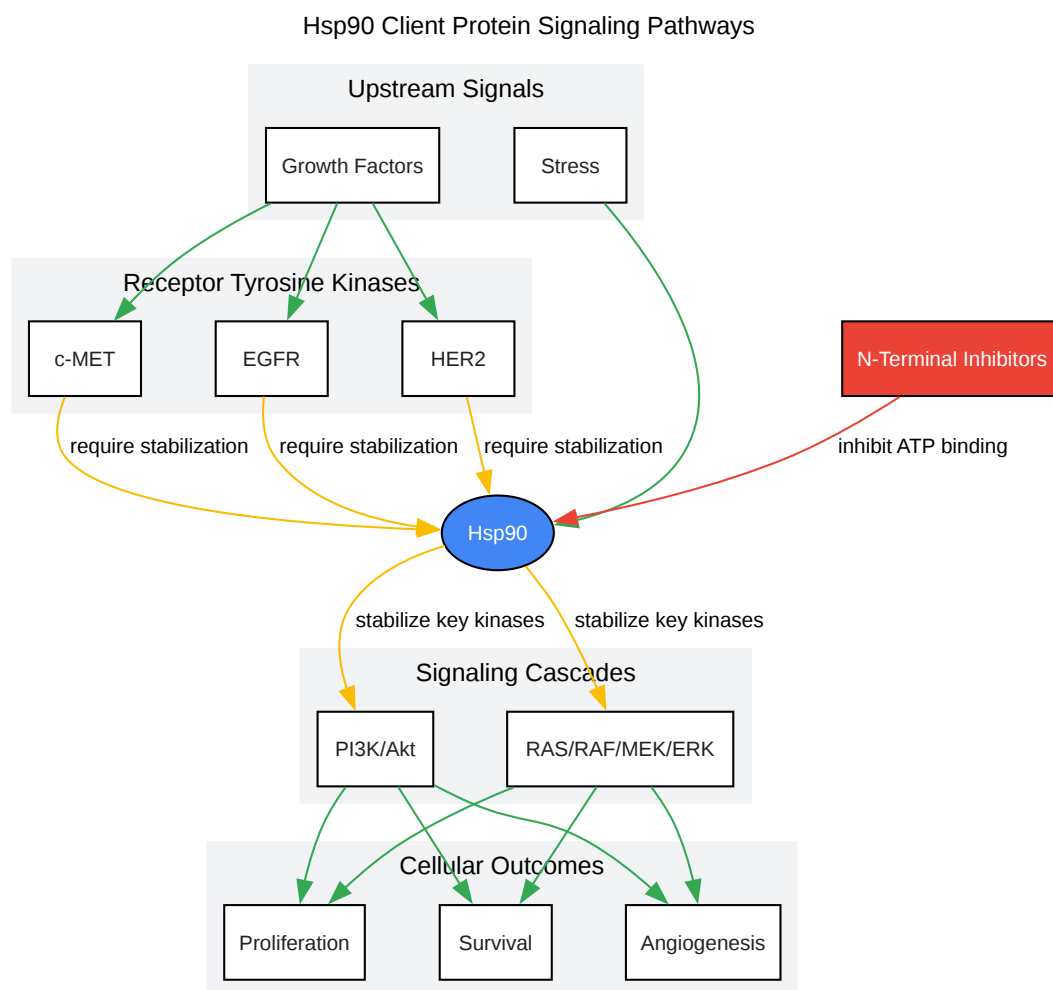 Hsp90 Client Protein Signaling Pathways
Upstream Signals
Growth Factors
Stress
Receptor Tyrosine Kinases
c-MET
EGFR
HER2
N-Terminal Inhibitors
require stabilization
require stabilization
require stabilization
inhibit ATP binding
Hsp90
stabilize key kinases
stabilize key kinases
Signaling Cascades
PI3K/Akt
RAS/RAF/MEK/ERK
Cellular Outcomes
Proliferation
Survival
Angiogenesis